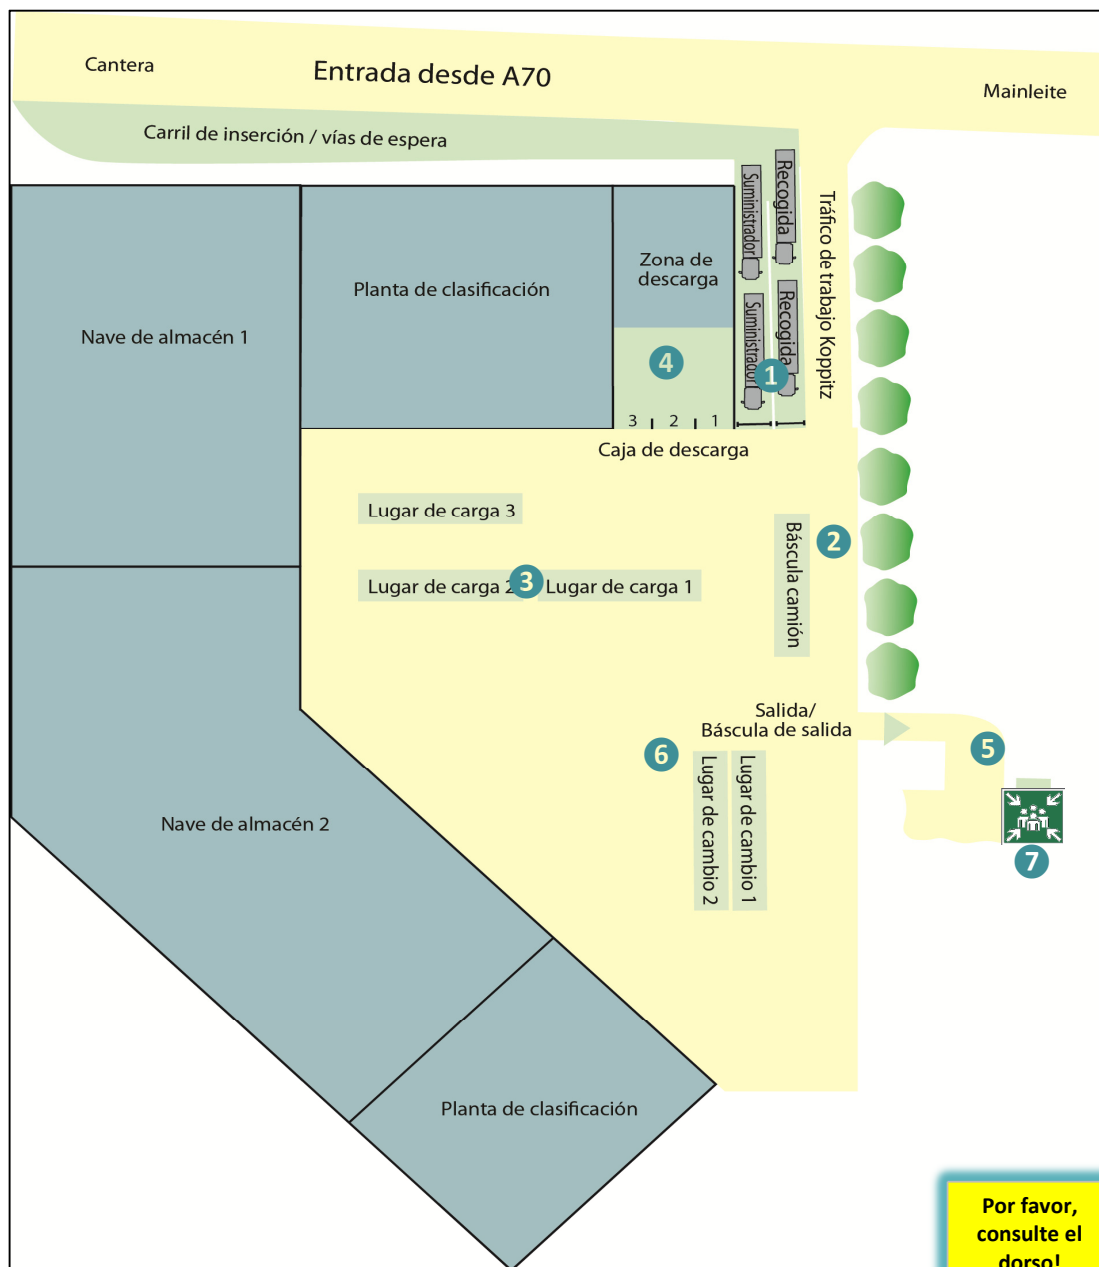 Cantera
Entrada desde A70
Mainleite
Carril de inserción / vías de espera
Suministrador
Recogida
Suministrador
Recogida
Tráfico de trabajo Koppitz
Zona de
descarga
Planta de clasificación
Nave de almacén 1
4
1
3 2 1
Caja de descarga
Lugar de carga 3
Báscula camión
2
Lugar de carga 2
3
Lugar de carga 1
Salida/
Báscula de salida
5
6
Lugar de cambio 2
Lugar de cambio 1
7
Nave de almacén 2
Planta de clasificación
Por favor,
consulte el
dorso!